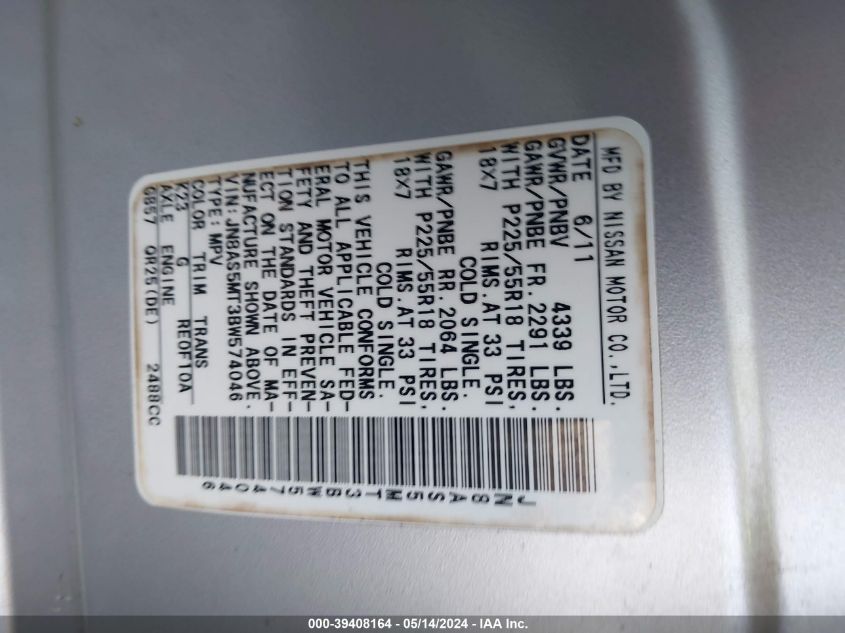 MFD BY NISSAN MOTOR CO.,LTD.
DATE 6/11
GVWR/PNBV 4339 LBS.
GAWR/PNBE FR. 2291 LBS.
WITH P225/55R18 TIRES,
18X7 RIMS.AT 33 PSI
COLD SINGLE.
GAWR/PNBE RR. 2064 LBS.
WITH P225/55R18 TIRES,
18X7 RIMS.AT 33 PSI
COLD SINGLE.
THIS VEHICLE CONFORMS
TO ALL APPLICABLE FED-
ERAL MOTOR VEHICLE SA-
FETY AND THEFT PREVEN-
TION STANDARDS IN EFF-
ECT ON THE DATE OF MA-
NUFACTURE SHOWN ABOVE.
VIN:JN8AS5MT3BW574046
TYPE:MPV
COLOR TRIM TRANS
K23 G RE0F10A
AXLE ENGINE
GB57 QR25(DE) 2488CC
JN8AS5MT3BW574046
000-39408164 - 05/14/2024 - IAA Inc.